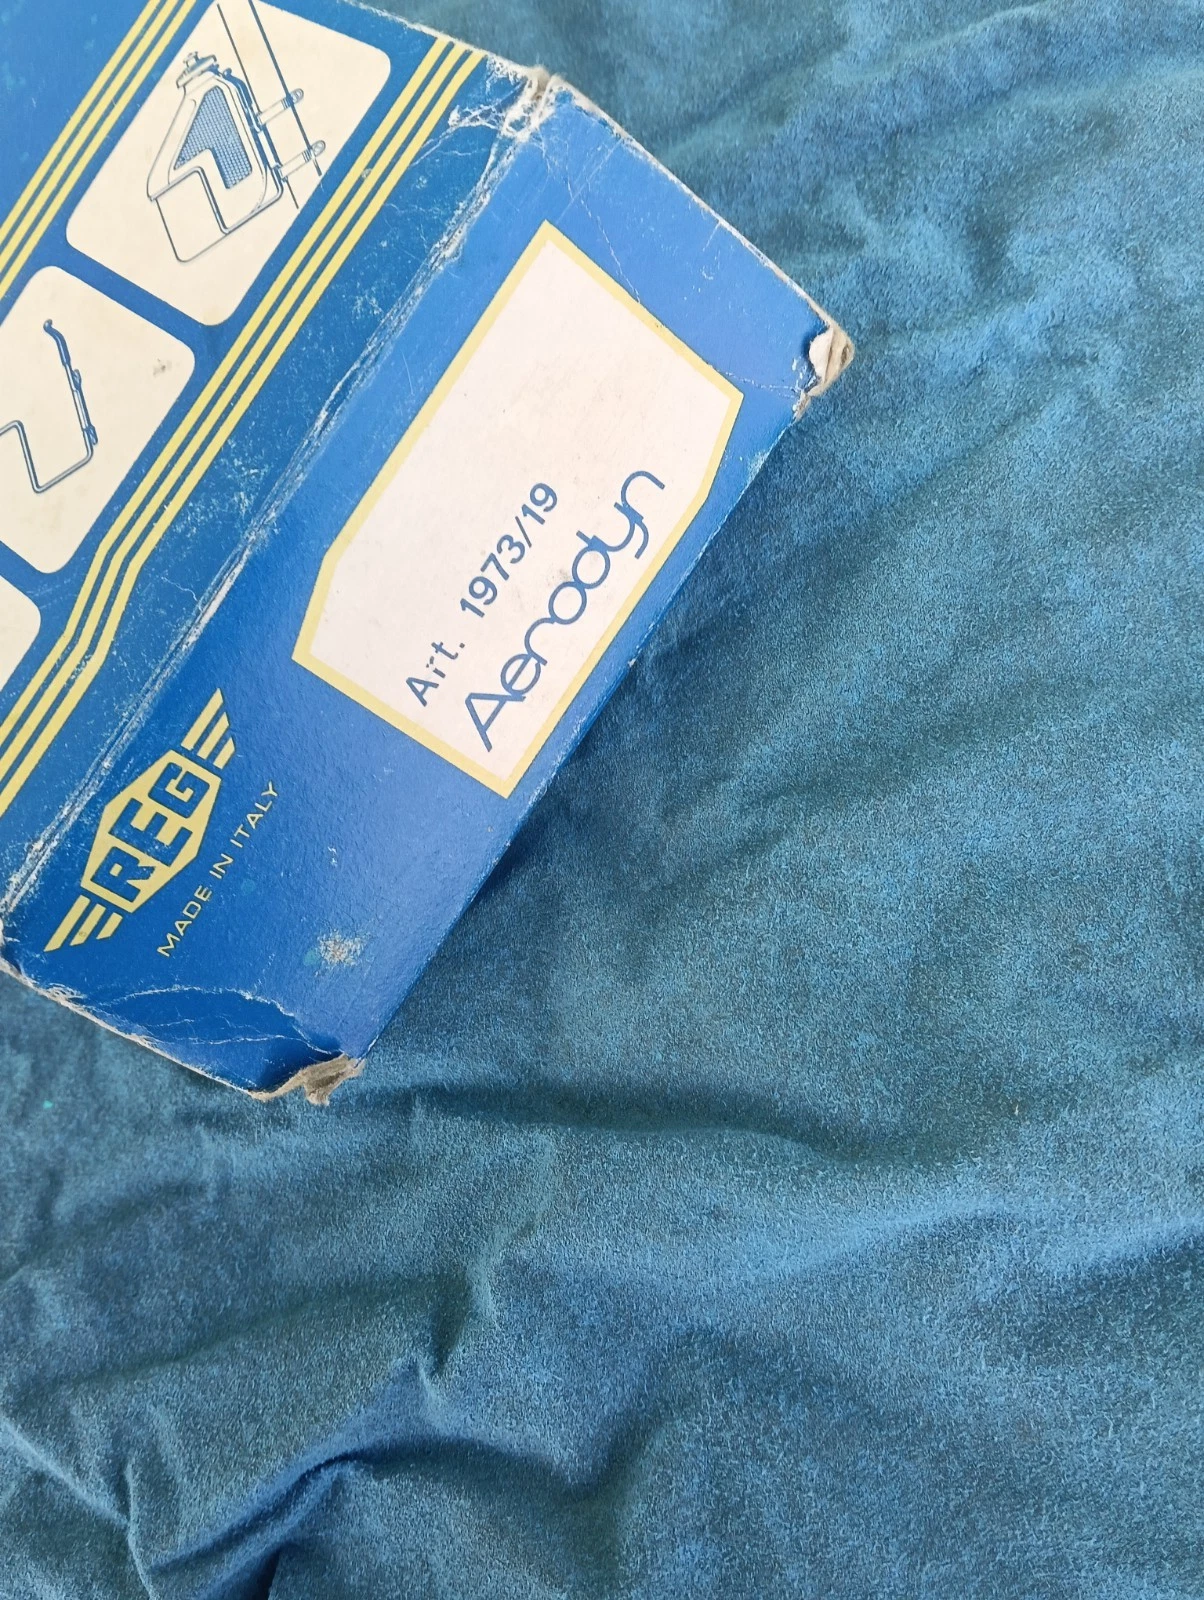 Art. 1973/19
Aerodyn
REG
MADE IN ITALY